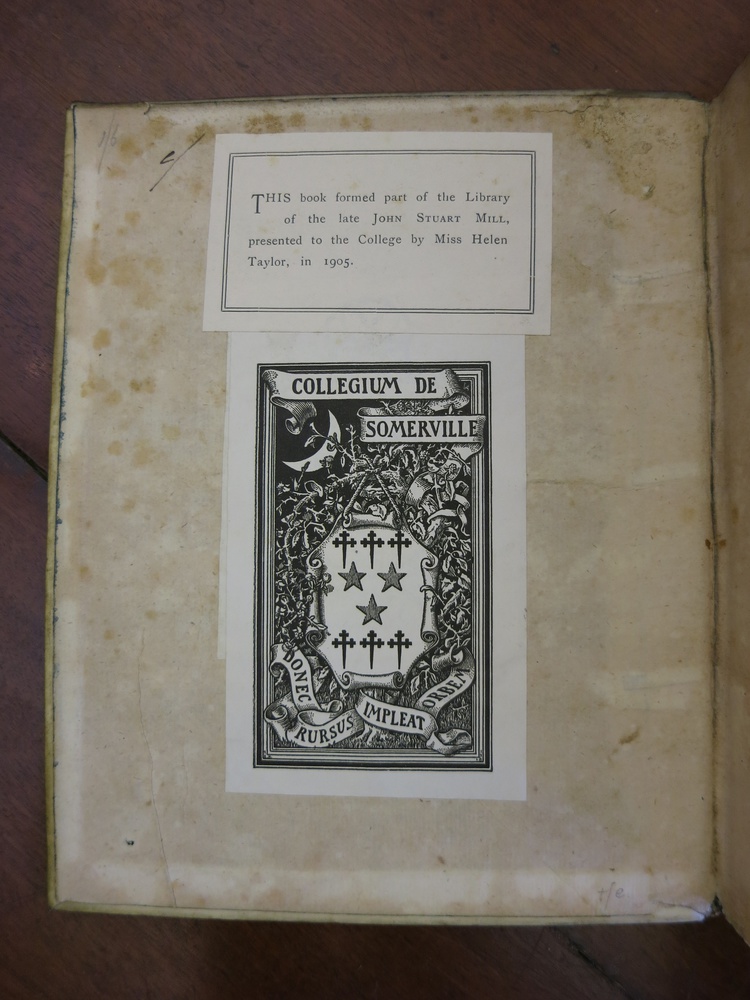 THIS book formed part of the Library
of the late JOHN STUART MILL,
presented to the College by Miss Helen
Taylor, in 1905.
COLLEGIUM DE
SOMERVILLE
DONEC
RURSUS
IMPLEAT
ORBEM